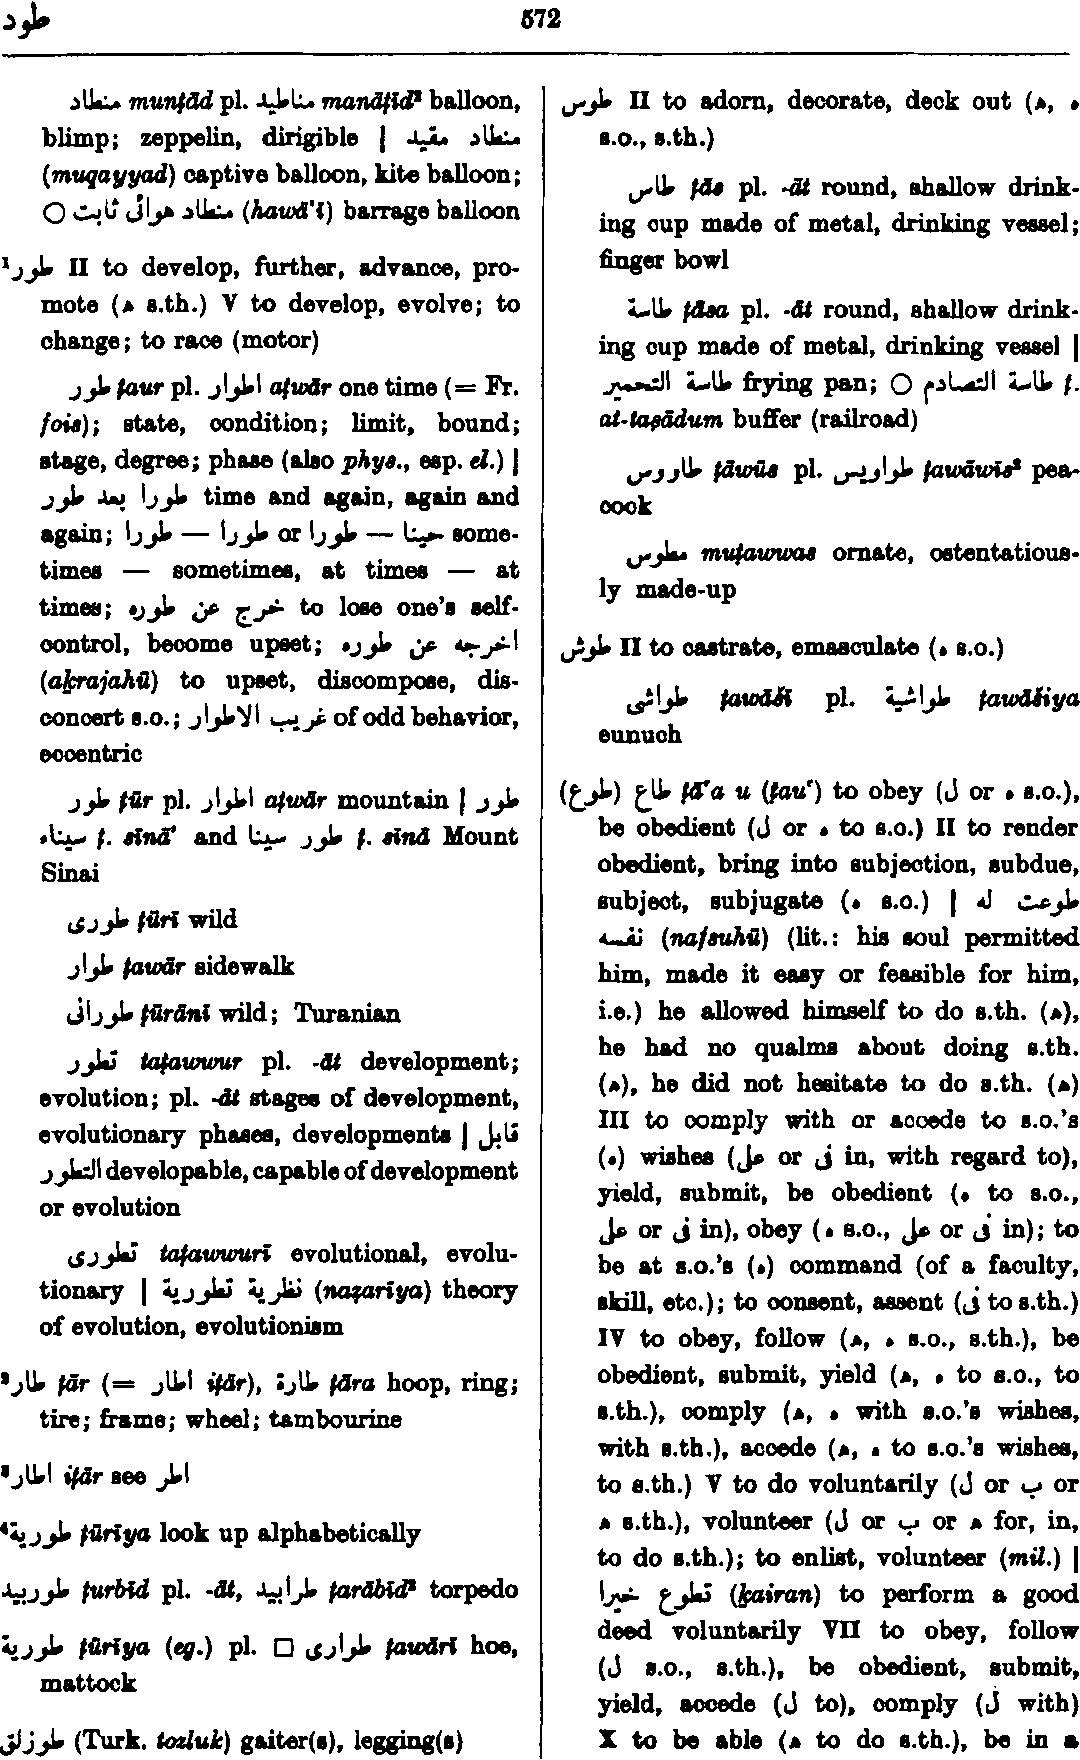 طود
572
منطاد munṭād pl. مناطيد manāṭīd² balloon,
blimp; zeppelin, dirigible | منطاد مقيد
(muqayyad) captive balloon, kite balloon;
○ منطاد هوائى ثابت (hawā'ī) barrage balloon
¹طور II to develop, further, advance, pro-
mote (ﻫ s.th.) V to develop, evolve; to
change; to race (motor)
طور ṭaur pl. اطوار aṭwār one time (= Fr.
fois); state, condition; limit, bound;
stage, degree; phase (also phys., esp. el.) |
طورا بعد طور time and again, again and
again; طورا — طورا or حينا — طورا some-
times — sometimes, at times — at
times; خرج عن طوره to lose one's self-
control, become upset; اخرجه عن طوره
(aḵrajahū) to upset, discompose, dis-
concert s.o.; غريب الاطوار of odd behavior,
eccentric
طور ṭūr pl. اطوار aṭwār mountain | طور
سيناء ṭ. sīnā' and طور سينا ṭ. sīnā Mount
Sinai
طورى ṭūrī wild
طوار ṭawār sidewalk
طورانى ṭūrānī wild; Turanian
تطور taṭawwur pl. -āt development;
evolution; pl. -āt stages of development,
evolutionary phases, developments | قابل
التطور developable, capable of development
or evolution
تطورى taṭawwurī evolutional, evolu-
tionary | نظرية تطورية (naẓarīya) theory
of evolution, evolutionism
²طار ṭār (= اطار iṭār), طارة ṭāra hoop, ring;
tire; frame; wheel; tambourine
³اطار iṭār see اطر
⁴طورية ṭūrīya look up alphabetically
طوربيد ṭurbīd pl. -āt, طرابيد ṭarābīd² torpedo
طورية ṭūrīya (eg.) pl. □ طوارى ṭawārī hoe,
mattock
طوزلق (Turk. tozluk) gaiter(s), legging(s)
طوس II to adorn, decorate, deck out (ﻫ, ه
s.o., s.th.)
طاس ṭās pl. -āt round, shallow drink-
ing cup made of metal, drinking vessel;
finger bowl
طاسة ṭāsa pl. -āt round, shallow drink-
ing cup made of metal, drinking vessel |
طاسة التحمير frying pan; ○ طاسة التصادم ṭ.
at-taṣādum buffer (railroad)
طاووس ṭāwūs pl. طواويس ṭawāwīs² pea-
cock
مطوس muṭawwas ornate, ostentatious-
ly made-up
طوش II to castrate, emasculate (ه s.o.)
طواشى ṭawāšī pl. طواشية ṭawāšiya
eunuch
(طوع) طاع ṭā'a u (ṭau') to obey (ل or ه s.o.),
be obedient (ل or ه to s.o.) II to render
obedient, bring into subjection, subdue,
subject, subjugate (ه s.o.) | طوعت له
نفسه (nafsuhū) (lit.: his soul permitted
him, made it easy or feasible for him,
i.e.) he allowed himself to do s.th. (ﻫ),
he had no qualms about doing s.th.
(ﻫ), he did not hesitate to do s.th. (ﻫ)
III to comply with or accede to s.o.'s
(ه) wishes (على or فى in, with regard to),
yield, submit, be obedient (ه to s.o.,
على or فى in), obey (ه s.o., على or فى in); to
be at s.o.'s (ه) command (of a faculty,
skill, etc.); to consent, assent (فى to s.th.)
IV to obey, follow (ﻫ, ه s.o., s.th.), be
obedient, submit, yield (ﻫ, ه to s.o., to
s.th.), comply (ﻫ, ه with s.o.'s wishes,
with s.th.), accede (ﻫ, ه to s.o.'s wishes,
to s.th.) V to do voluntarily (ل or ب or
ﻫ s.th.), volunteer (ل or ب or ﻫ for, in,
to do s.th.); to enlist, volunteer (mil.) |
تطوع خيرا (ḵairan) to perform a good
deed voluntarily VII to obey, follow
(ل s.o., s.th.), be obedient, submit,
yield, accede (ل to), comply (ل with)
X to be able (ﻫ to do s.th.), be in a